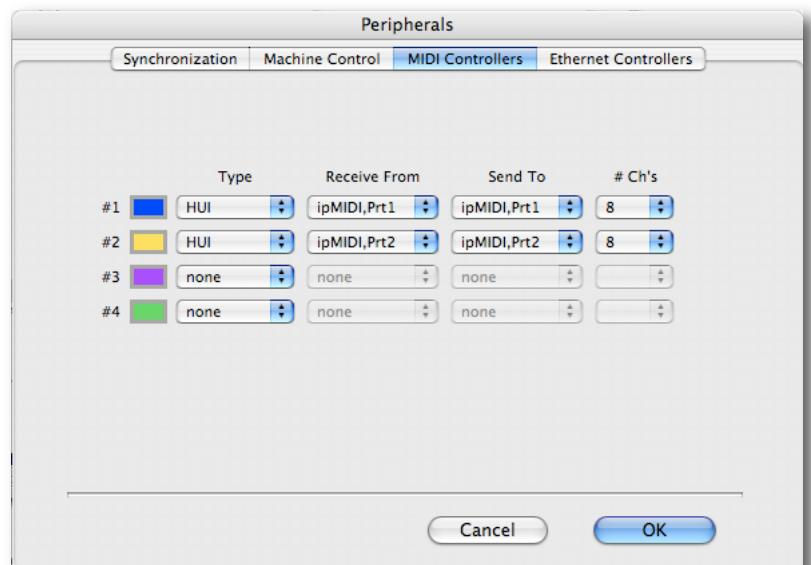 Peripherals
Synchronization Machine Control MIDI Controllers Ethernet Controllers
Type Receive From Send To # Ch's
#1 HUI ipMIDI,Prt1 ipMIDI,Prt1 8
#2 HUI ipMIDI,Prt2 ipMIDI,Prt2 8
#3 none none none
#4 none none none
Cancel OK